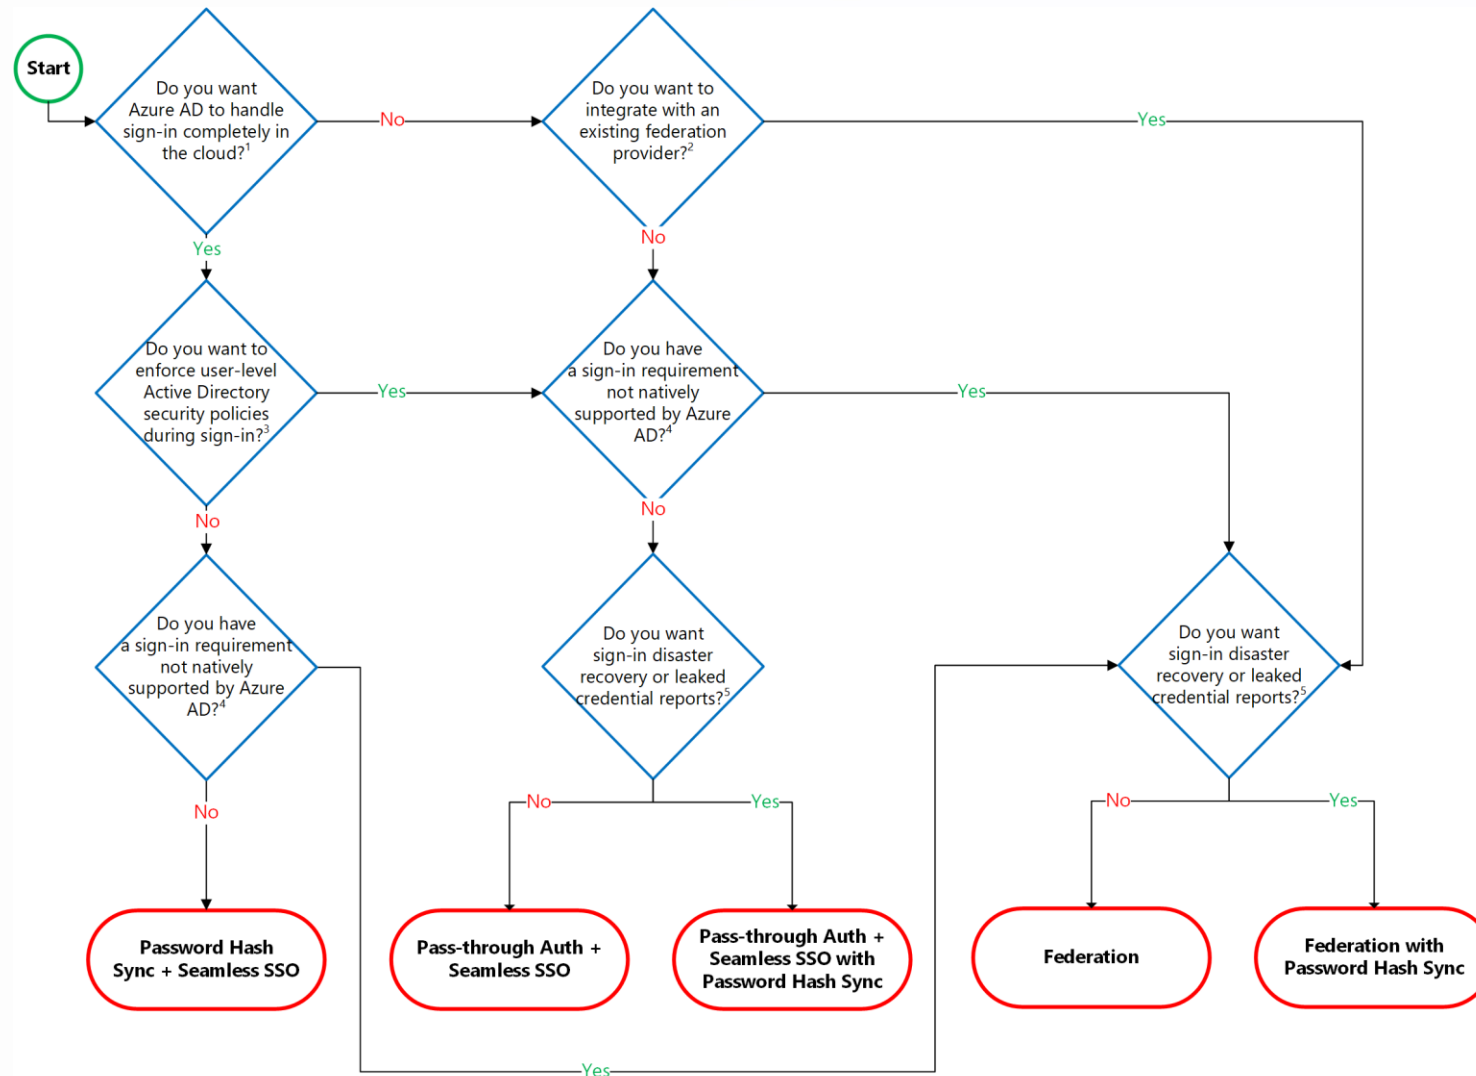 Start
Do you want
Azure AD to handle
sign-in completely in
the cloud?1
No
Do you want to
integrate with an
existing federation
provider?2
Yes
Yes
No
Do you want to
enforce user-level
Active Directory
security policies
during sign-in?3
Yes
Do you have
a sign-in requirement
not natively
supported by Azure
AD?4
Yes
No
No
Do you have
a sign-in requirement
not natively
supported by Azure
AD?4
Do you want
sign-in disaster
recovery or leaked
credential reports?5
Do you want
sign-in disaster
recovery or leaked
credential reports?5
No
No
Yes
No
Yes
Password Hash
Sync + Seamless SSO
Pass-through Auth +
Seamless SSO
Pass-through Auth +
Seamless SSO with
Password Hash Sync
Federation
Federation with
Password Hash Sync
Yes